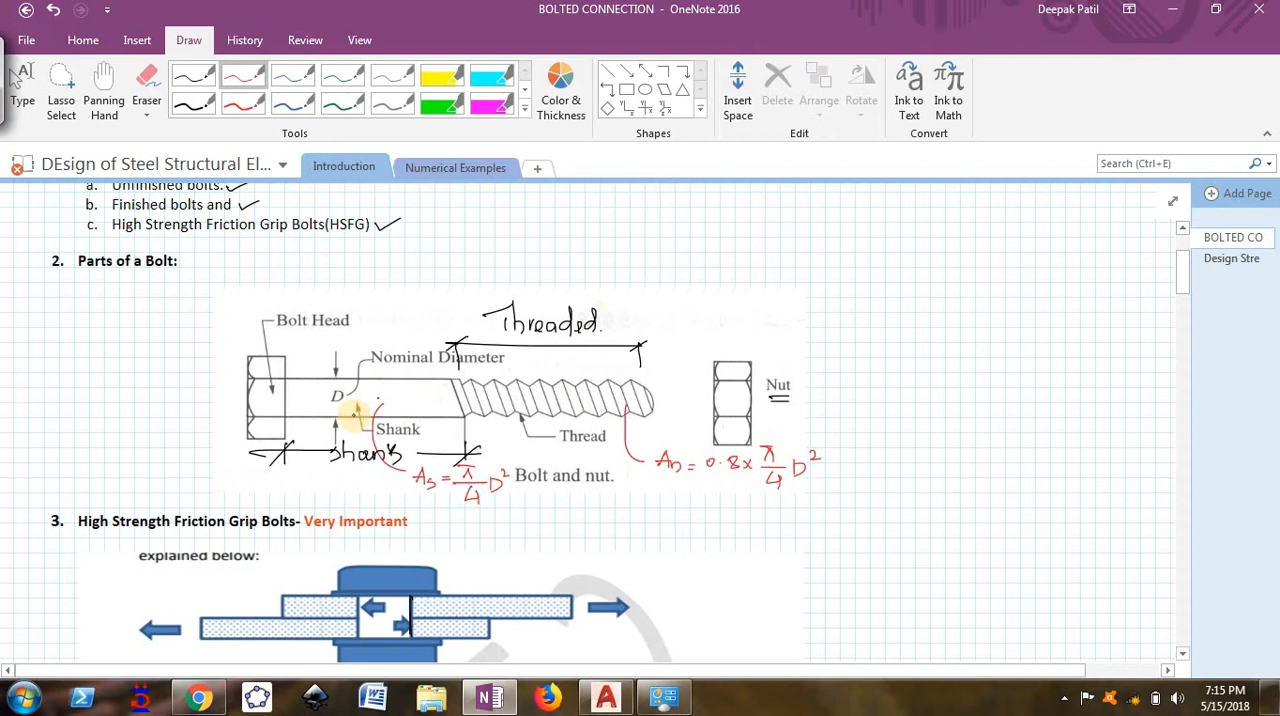 BOLTED CONNECTION - OneNote 2016
Deepak Patil
File Home Insert Draw History Review View
Type
Lasso Select
Panning Hand
Eraser
Color & Thickness
Insert Space
Delete
Arrange
Rotate
Ink to Text
Ink to Math
Tools
Shapes
Edit
Convert
DEsign of Steel Structural El...
Introduction
Numerical Examples
Search (Ctrl+E)
Add Page
BOLTED CO
Design Stre
a. Unfinished bolts.
b. Finished bolts and
c. High Strength Friction Grip Bolts(HSFG)
2. Parts of a Bolt:
Threaded.
Bolt Head
Nominal Diameter
D
Nut
Shank
Thread
shank
As = π/4 D²
Bolt and nut.
An = 0.8 x π/4 D²
3. High Strength Friction Grip Bolts- Very Important
explained below:
7:15 PM
5/15/2018